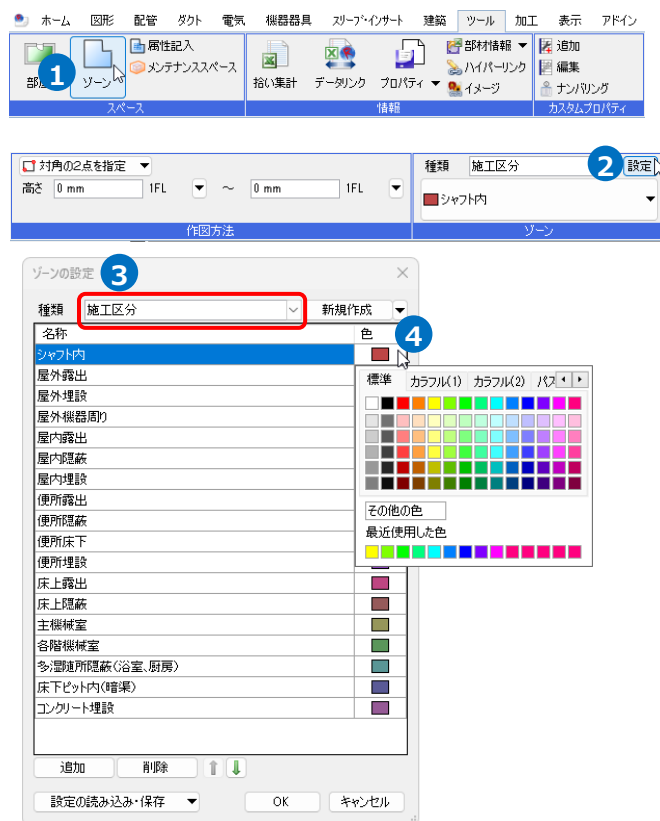 ホーム 図形 配管 ダクト 電気 機器器具 スリーブ・インサート 建築 ツール 加工 表示 アドイン
1
ゾーン
属性記入
メンテナンススペース
スペース
拾い集計 データリンク プロパティ
部材情報
ハイパーリンク
イメージ
情報
追加
編集
ナンバリング
カスタムプロパティ
対角の2点を指定
高さ 0 mm 1FL ～ 0 mm 1FL
作図方法
種類 施工区分 2 設定
シャフト内
ゾーン
ゾーンの設定 3
種類 施工区分 新規作成
名称 色 4
シャフト内
屋外露出
屋外埋設
屋外機器周り
屋内露出
屋内隠蔽
屋内埋設
便所露出
便所隠蔽
便所床下
便所埋設
床上露出
床上隠蔽
主機械室
各階機械室
多湿随所隠蔽(浴室、厨房)
床下ピット内(暗渠)
コンクリート埋設
標準 カラフル(1) カラフル(2) パス
その他の色
最近使用した色
追加 削除
設定の読み込み・保存 OK キャンセル